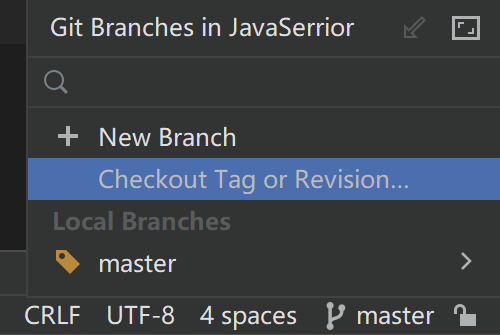 Git Branches in JavaSerrior
New Branch
Checkout Tag or Revision...
Local Branches
master
CRLF UTF-8 4 spaces master